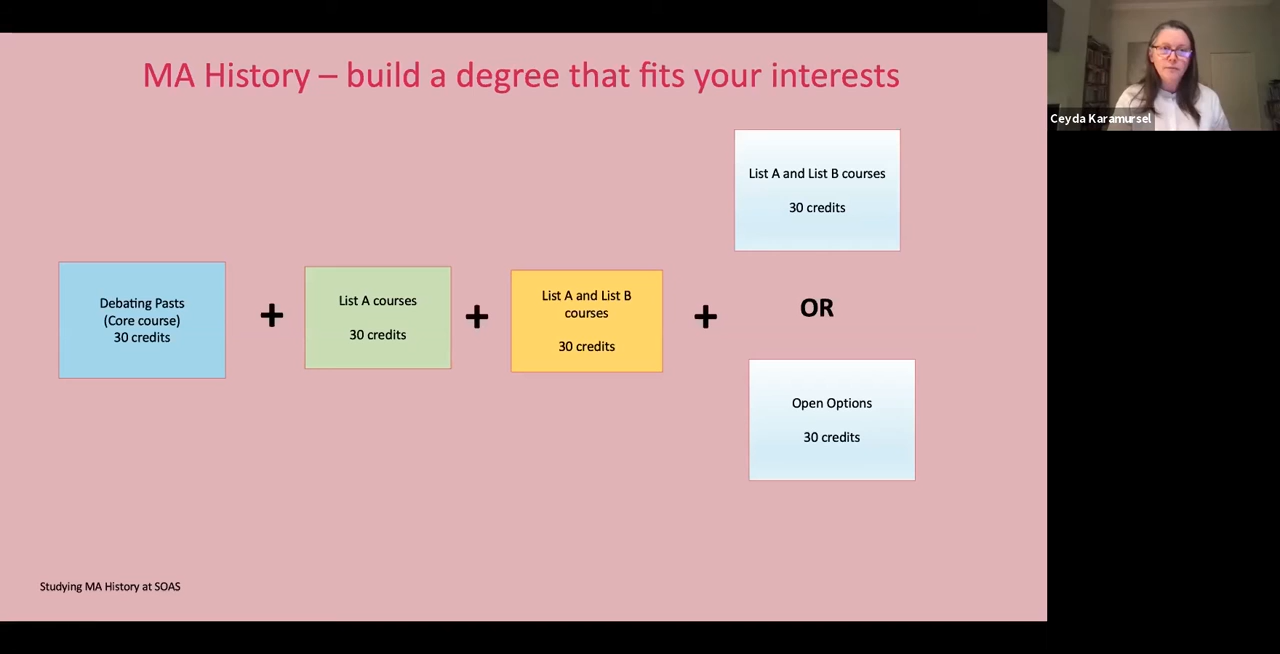 MA History – build a degree that fits your interests
Ceyda Karamursel
List A and List B courses
30 credits
Debating Pasts
(Core course)
30 credits
+
List A courses
30 credits
+
List A and List B
courses
30 credits
+
OR
Open Options
30 credits
Studying MA History at SOAS